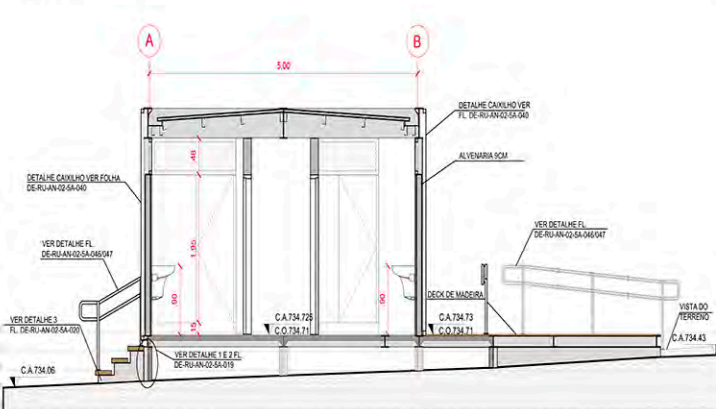 A
B
5.00
DETALHE CAIXILHO VER
FL. DE-RU-AN-02-5A-040
ALVENARIA 9CM
.48
DETALHE CAIXILHO VER FOLHA
DE-RU-AN-02-5A-040
1.95
VER DETALHE FL.
DE-RU-AN-02-5A-046/047
VER DETALHE FL.
DE-RU-AN-02-5A-046/047
.90
.90
DECK DE MADEIRA
VISTA DO
TERRENO
VER DETALHE 3
FL. DE-RU-AN-02-5A-020
.15
C.A.734.725
C.O.734.71
C.A.734.73
C.O.734.71
C.A.734.43
VER DETALHE 1 E 2 FL.
DE-RU-AN-02-5A-019
C.A.734.06